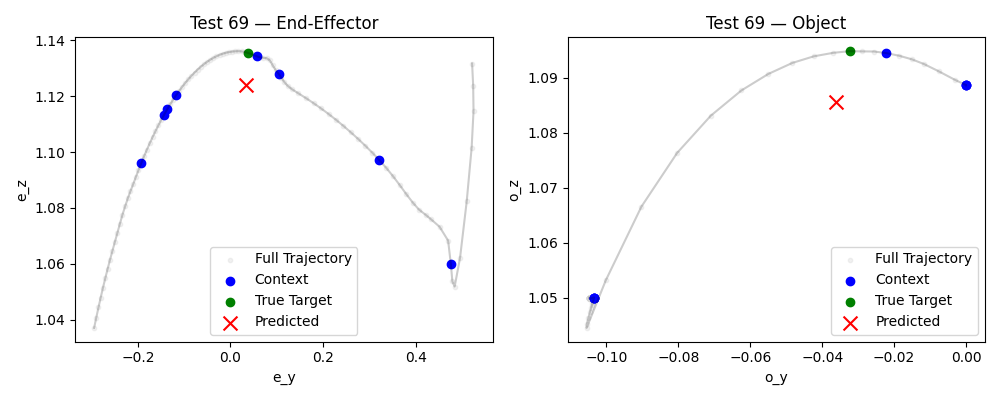 Test 69 — End-Effector
1.14
1.12
1.10
1.08
1.06
1.04
e_z
−0.2
0.0
0.2
0.4
e_y
Full Trajectory
Context
True Target
Predicted
Test 69 — Object
1.09
1.08
1.07
1.06
1.05
o_z
−0.10
−0.08
−0.06
−0.04
−0.02
0.00
o_y
Full Trajectory
Context
True Target
Predicted